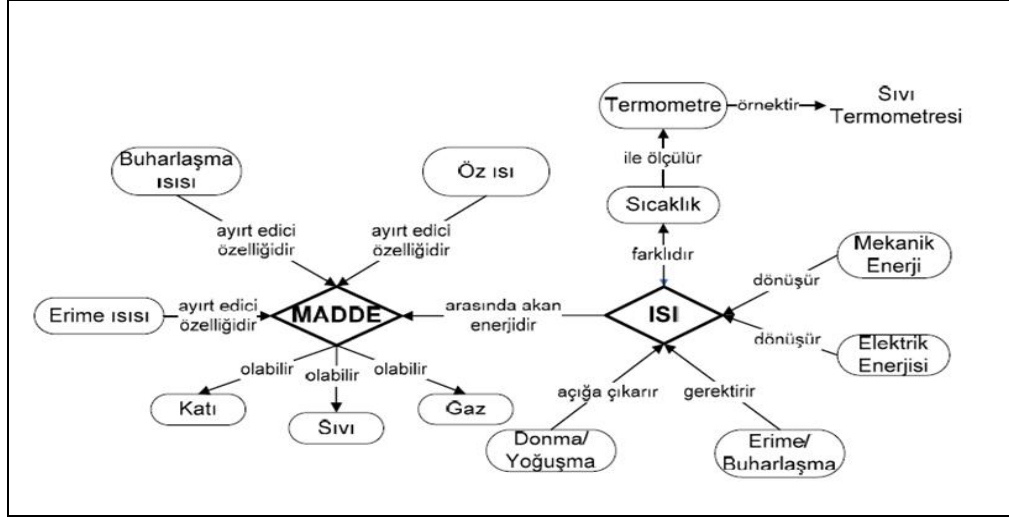 Termometre
örnektir
Sıvı
Termometresi
ile ölçülür
Buharlaşma
ısısı
Öz ısı
Sıcaklık
ayırt edici
özelliğidir
ayırt edici
özelliğidir
farklıdır
Mekanik
Enerji
dönüşür
Erime ısısı
ayırt edici
özelliğidir
MADDE
arasında akan
enerjidir
ISI
dönüşür
Elektrik
Enerjisi
olabilir
olabilir
olabilir
açığa çıkarır
gerektirir
Katı
Sıvı
Gaz
Donma/
Yoğuşma
Erime/
Buharlaşma